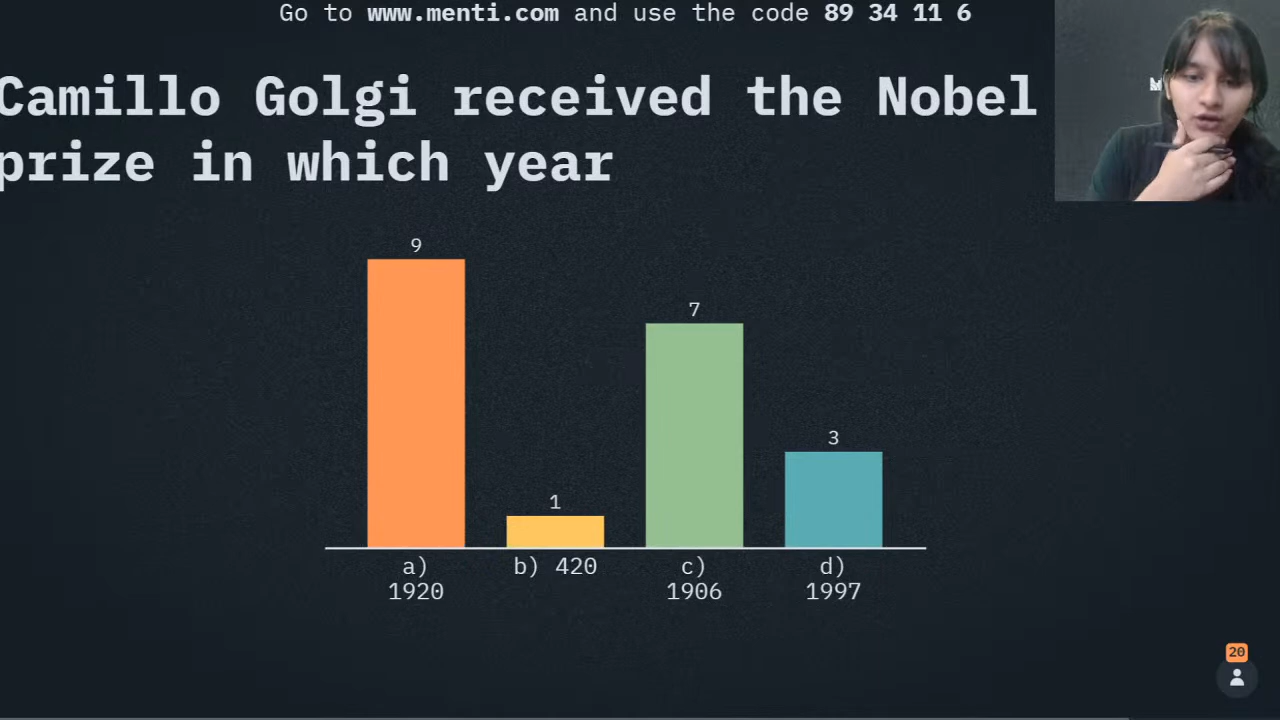 Go to www.menti.com and use the code 89 34 11 6
Camillo Golgi received the Nobel
prize in which year
9
1
7
3
a)
1920
b) 420
c)
1906
d)
1997
20